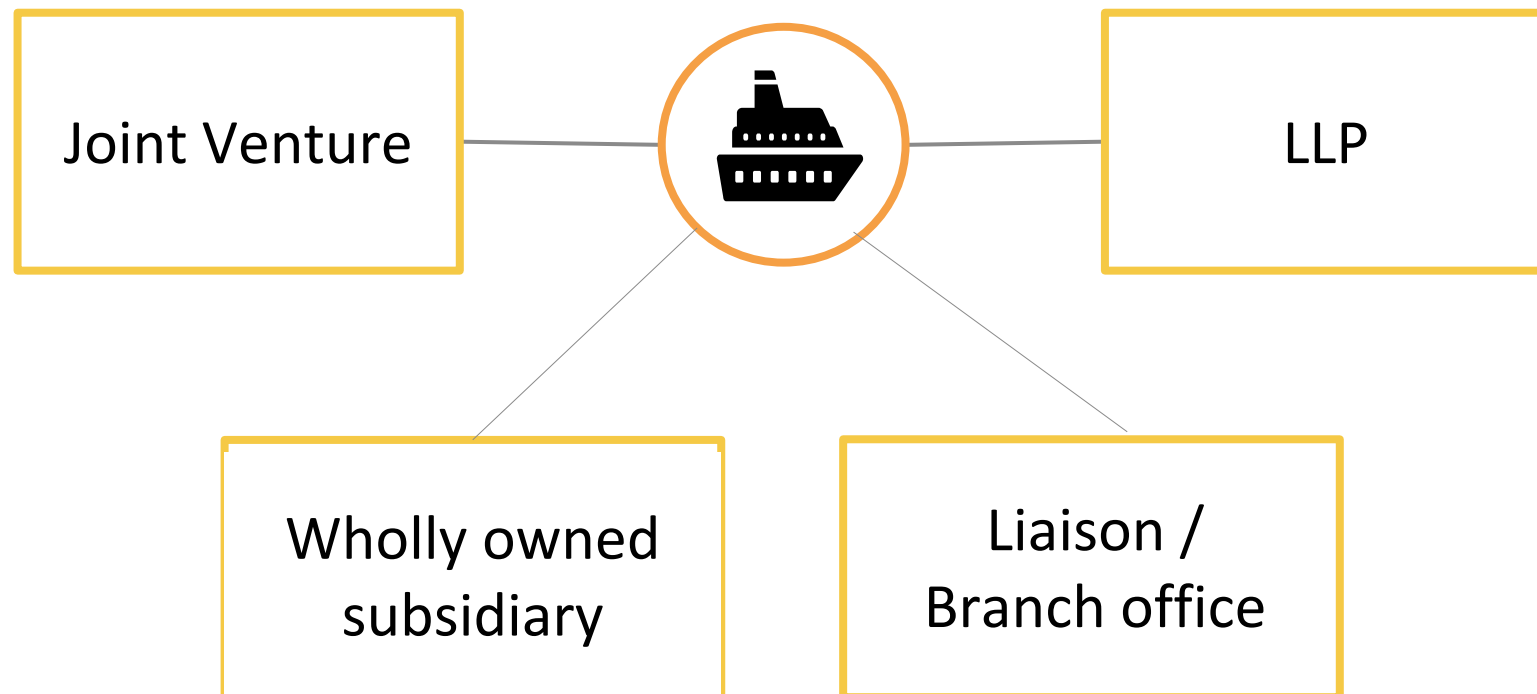 Joint Venture
LLP
Wholly owned
subsidiary
Liaison /
Branch office